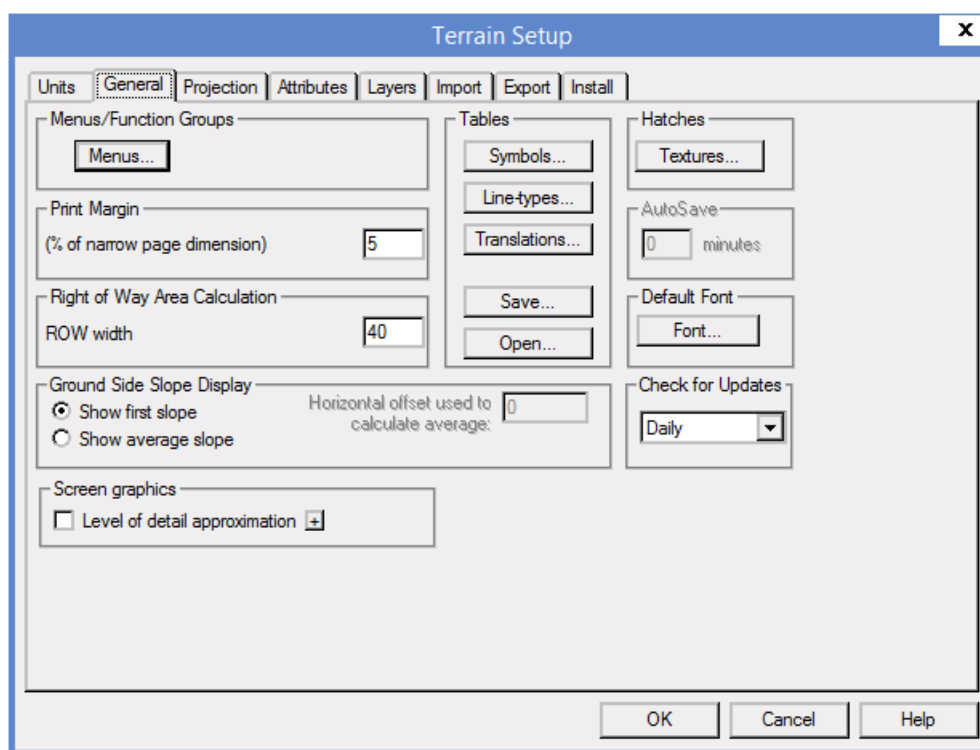 Terrain Setup
x
Units General Projection Attributes Layers Import Export Install
Menus/Function Groups
Menus...
Print Margin
(% of narrow page dimension) 5
Right of Way Area Calculation
ROW width 40
Tables
Symbols...
Line-types...
Translations...
Save...
Open...
Hatches
Textures...
AutoSave
0 minutes
Default Font
Font...
Ground Side Slope Display
Show first slope
Show average slope
Horizontal offset used to
calculate average: 0
Check for Updates
Daily
Screen graphics
Level of detail approximation +
OK Cancel Help